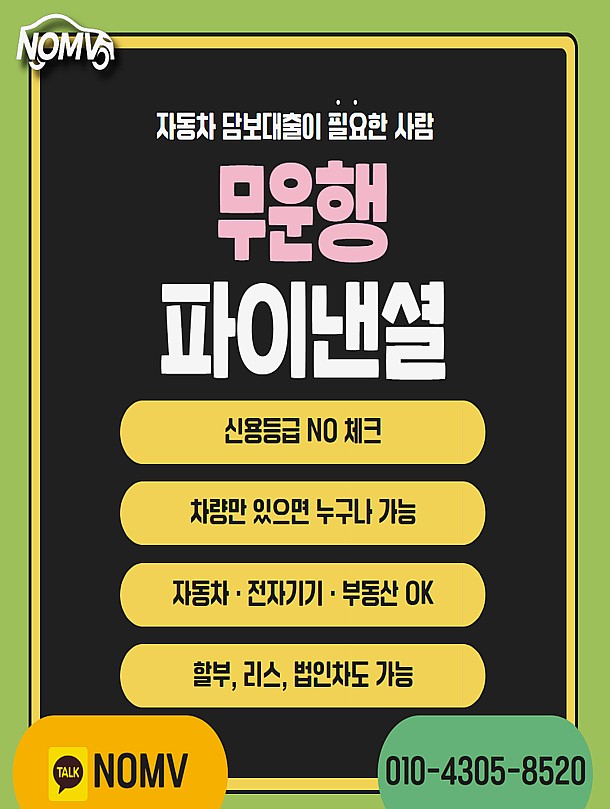 NOMV
자동차 담보대출이 필요한 사람
무운행
파이낸셜
신용등급 NO 체크
차량만 있으면 누구나 가능
자동차 · 전자기기 · 부동산 OK
할부, 리스, 법인차도 가능
TALK NOMV
010-4305-8520